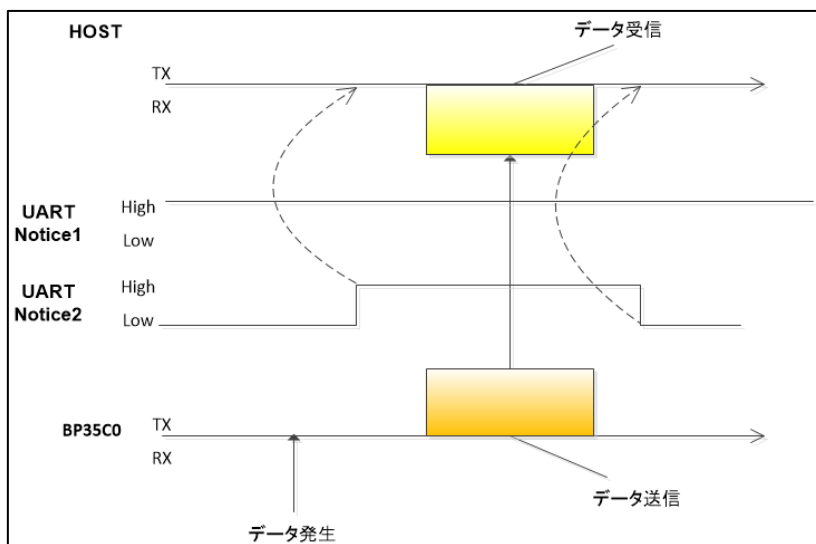 HOST
データ受信
TX
RX
UART
Notice1
High
Low
UART
Notice2
High
Low
BP35C0
TX
RX
データ送信
データ発生